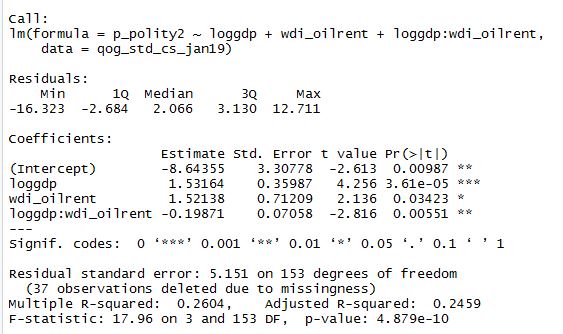 Call:
lm(formula = p_polity2 ~ loggdp + wdi_oilrent + loggdp:wdi_oilrent,
data = qog_std_cs_jan19)
Residuals:
Min 1Q Median 3Q Max
-16.323 -2.684 2.066 3.130 12.711
Coefficients:
Estimate Std. Error t value Pr(>|t|)
(Intercept) -8.64355 3.30778 -2.613 0.00987 **
loggdp 1.53164 0.35987 4.256 3.61e-05 ***
wdi_oilrent 1.52138 0.71209 2.136 0.03423 *
loggdp:wdi_oilrent -0.19871 0.07058 -2.816 0.00551 **
---
Signif. codes: 0 ‘***’ 0.001 ‘**’ 0.01 ‘*’ 0.05 ‘.’ 0.1 ‘ ’ 1
Residual standard error: 5.151 on 153 degrees of freedom
(37 observations deleted due to missingness)
Multiple R-squared: 0.2604, Adjusted R-squared: 0.2459
F-statistic: 17.96 on 3 and 153 DF, p-value: 4.879e-10